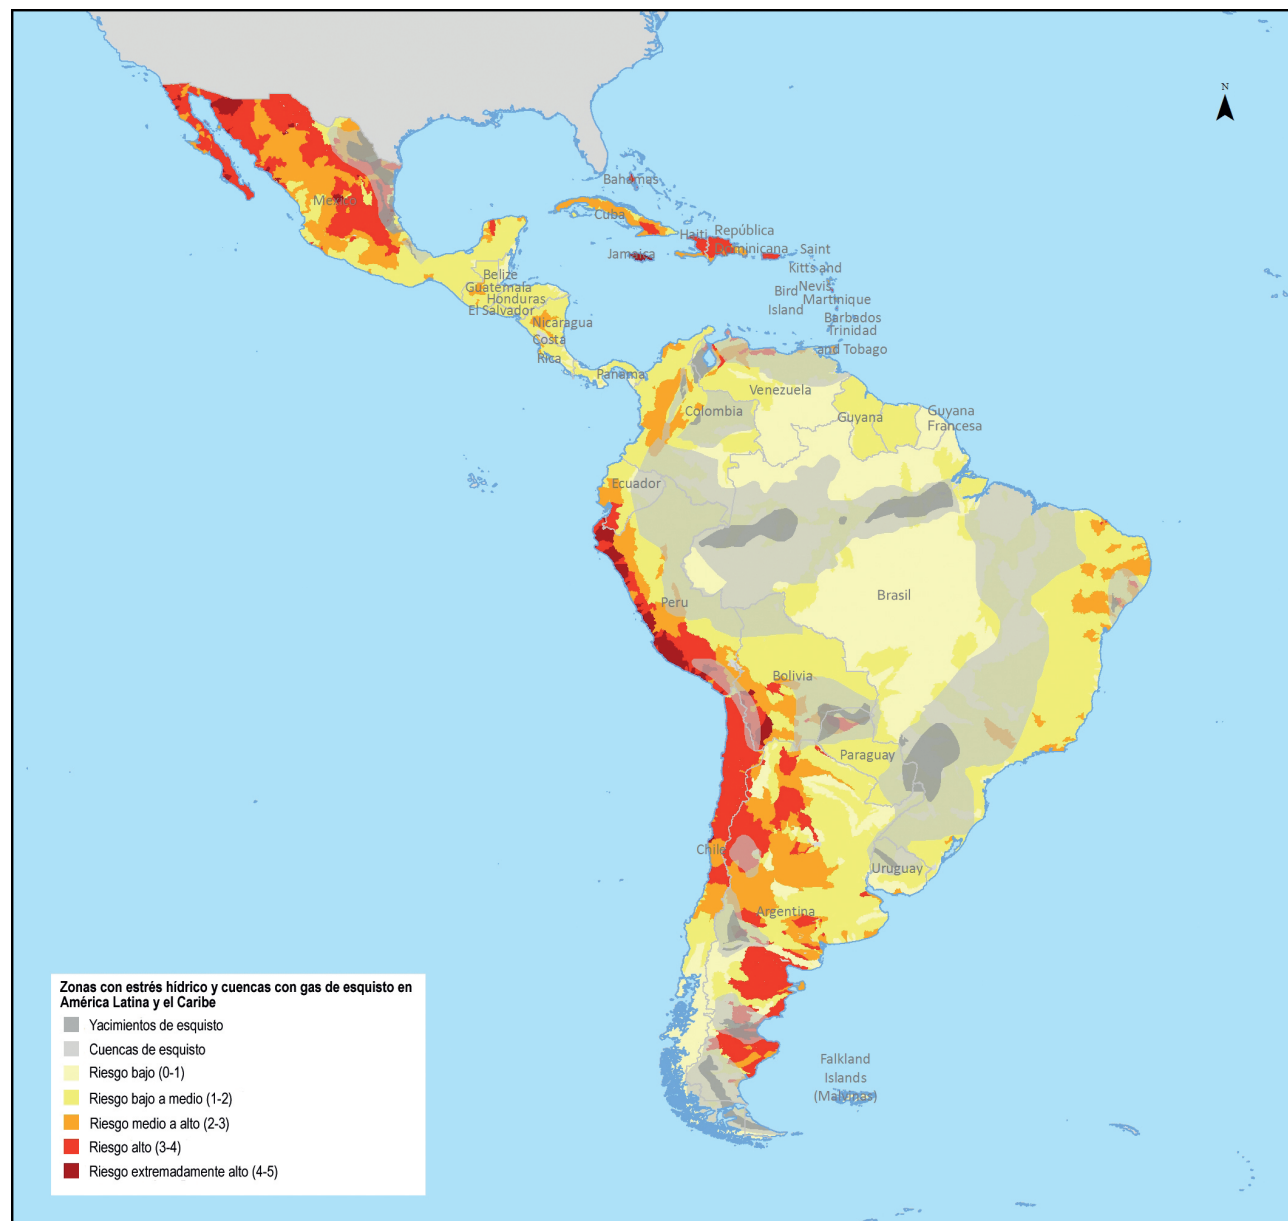 N
Bahamas
Mexico
Cuba
Haiti
República
Dominicana
Jamaica
Saint
Kitts and
Nevis
Bird
Island
Martinique
Barbados
Trinidad
and Tobago
Belize
Guatemala
Honduras
El Salvador
Nicaragua
Costa
Rica
Panama
Venezuela
Colombia
Guyana
Guyana
Francesa
Ecuador
Peru
Brasil
Bolivia
Paraguay
Chile
Uruguay
Argentina
Falkland
Islands
(Malvinas)
Zonas con estrés hídrico y cuencas con gas de esquisto en
América Latina y el Caribe
Yacimientos de esquisto
Cuencas de esquisto
Riesgo bajo (0-1)
Riesgo bajo a medio (1-2)
Riesgo medio a alto (2-3)
Riesgo alto (3-4)
Riesgo extremadamente alto (4-5)